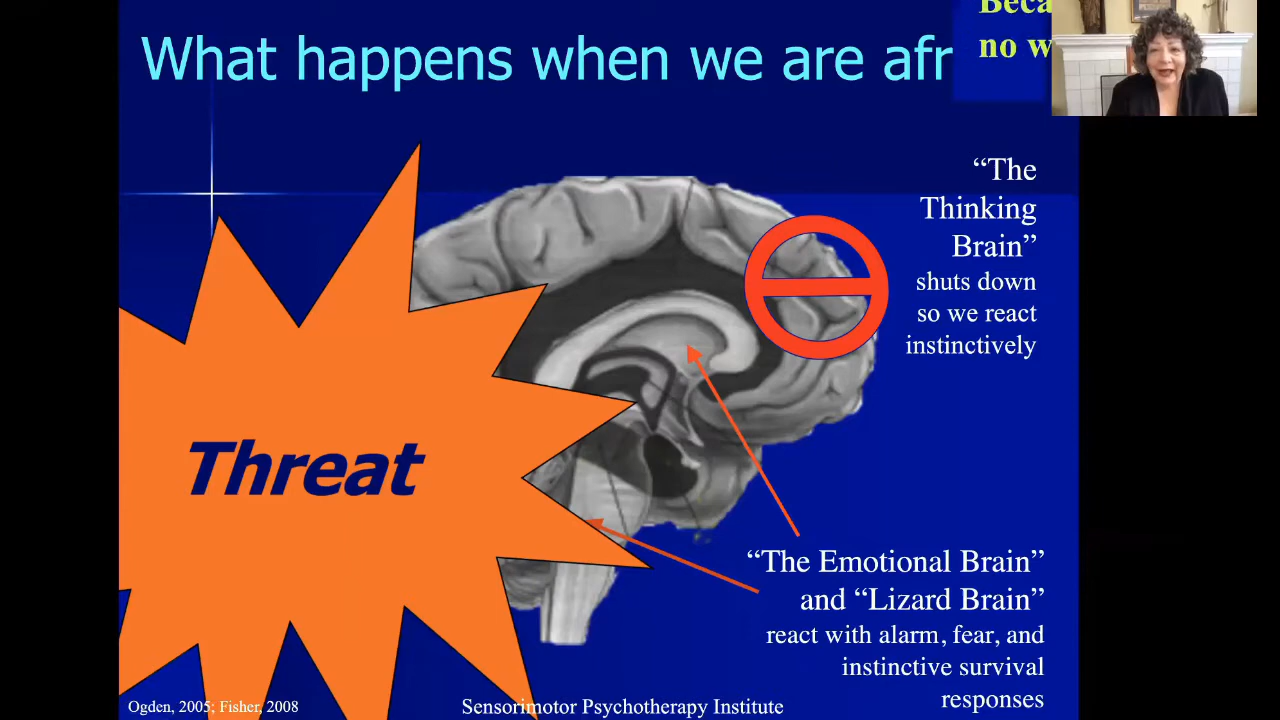 What happens when we are afr
no w
“The
Thinking
Brain”
shuts down
so we react
instinctively
Threat
“The Emotional Brain”
and “Lizard Brain”
react with alarm, fear, and
instinctive survival
responses
Ogden, 2005; Fisher, 2008
Sensorimotor Psychotherapy Institute